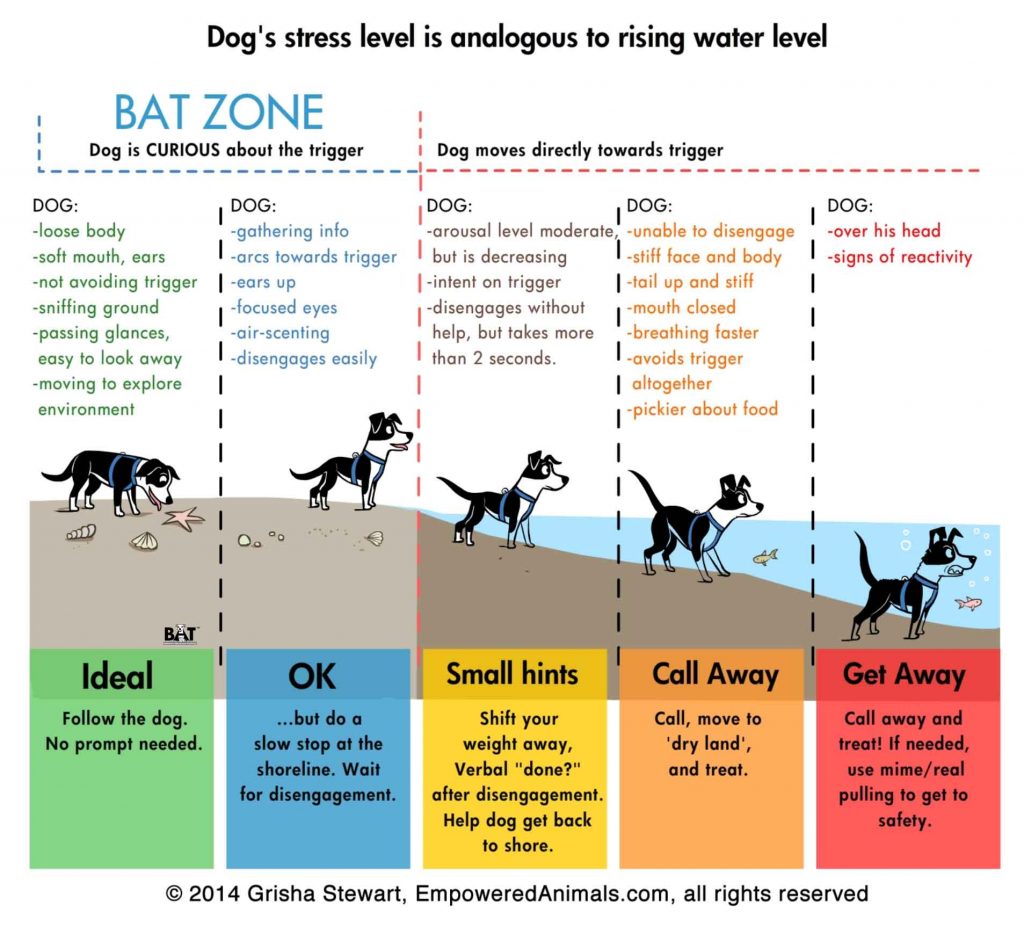 Dog's stress level is analogous to rising water level
BAT ZONE
Dog is CURIOUS about the trigger
Dog moves directly towards trigger
DOG:
-loose body
-soft mouth, ears
-not avoiding trigger
-sniffing ground
-passing glances,
easy to look away
-moving to explore
environment
DOG:
-gathering info
-arcs towards trigger
-ears up
-focused eyes
-air-scenting
-disengages easily
DOG:
-arousal level moderate,
but is decreasing
-intent on trigger
-disengages without
help, but takes more
than 2 seconds.
DOG:
-unable to disengage
-stiff face and body
-tail up and stiff
-mouth closed
-breathing faster
-avoids trigger
altogether
-pickier about food
DOG:
-over his head
-signs of reactivity
BAT
Ideal
Follow the dog.
No prompt needed.
OK
...but do a
slow stop at the
shoreline. Wait
for disengagement.
Small hints
Shift your
weight away,
Verbal "done?"
after disengagement.
Help dog get back
to shore.
Call Away
Call, move to
'dry land',
and treat.
Get Away
Call away and
treat! If needed,
use mime/real
pulling to get to
safety.
© 2014 Grisha Stewart, EmpoweredAnimals.com, all rights reserved